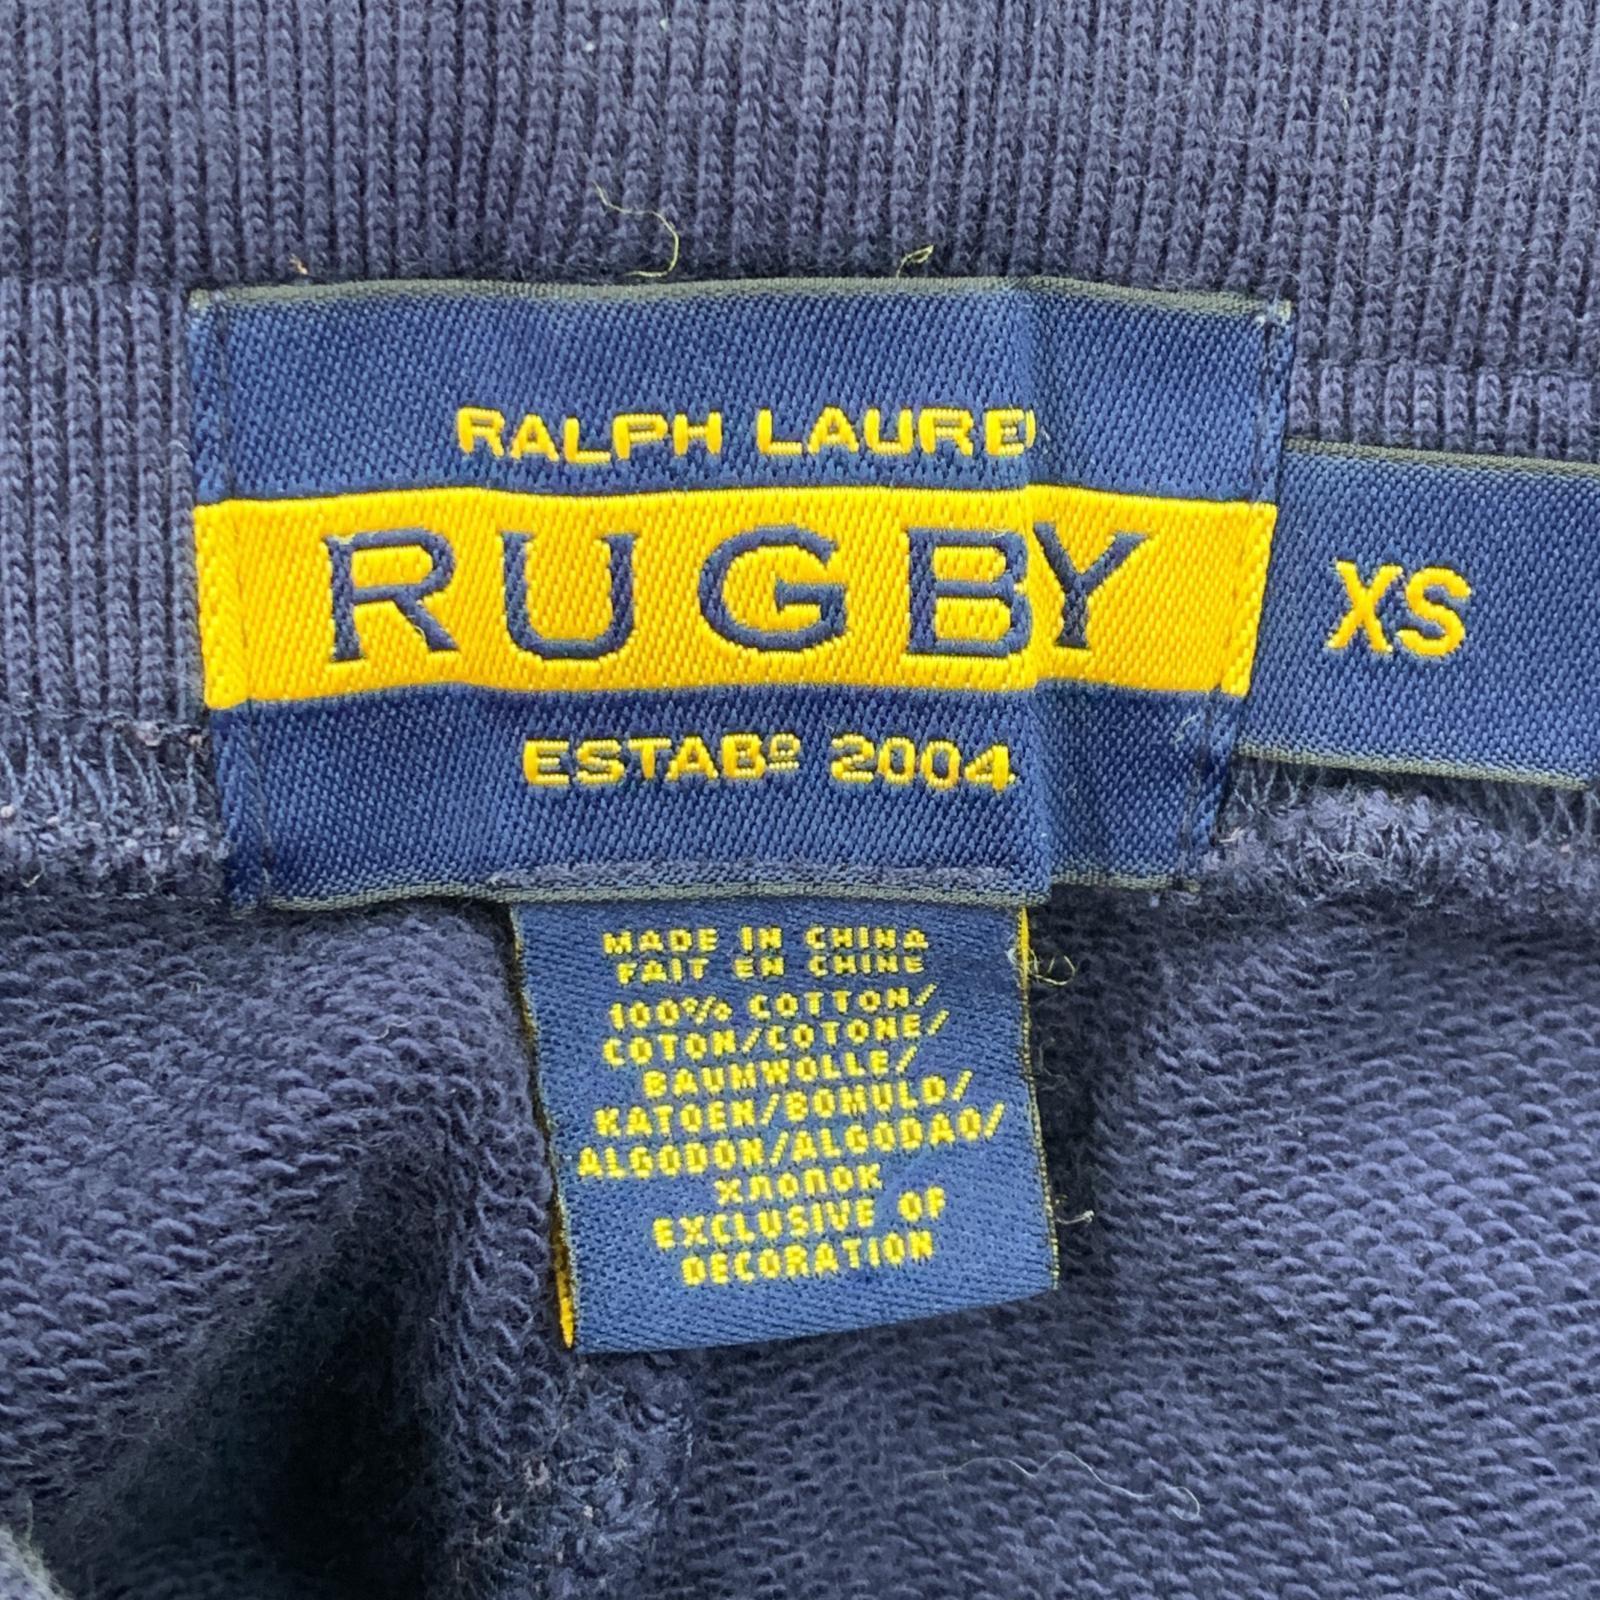 RALPH LAURE
RUGBY
ESTABº 2004
XS
MADE IN CHINA
FAIT EN CHINE
100% COTTON/
COTON/COTONE/
BAUMWOLLE/
KATOEN/BOMULD/
ALGODON/ALGODAO/
хлопок
EXCLUSIVE OF
DECORATION